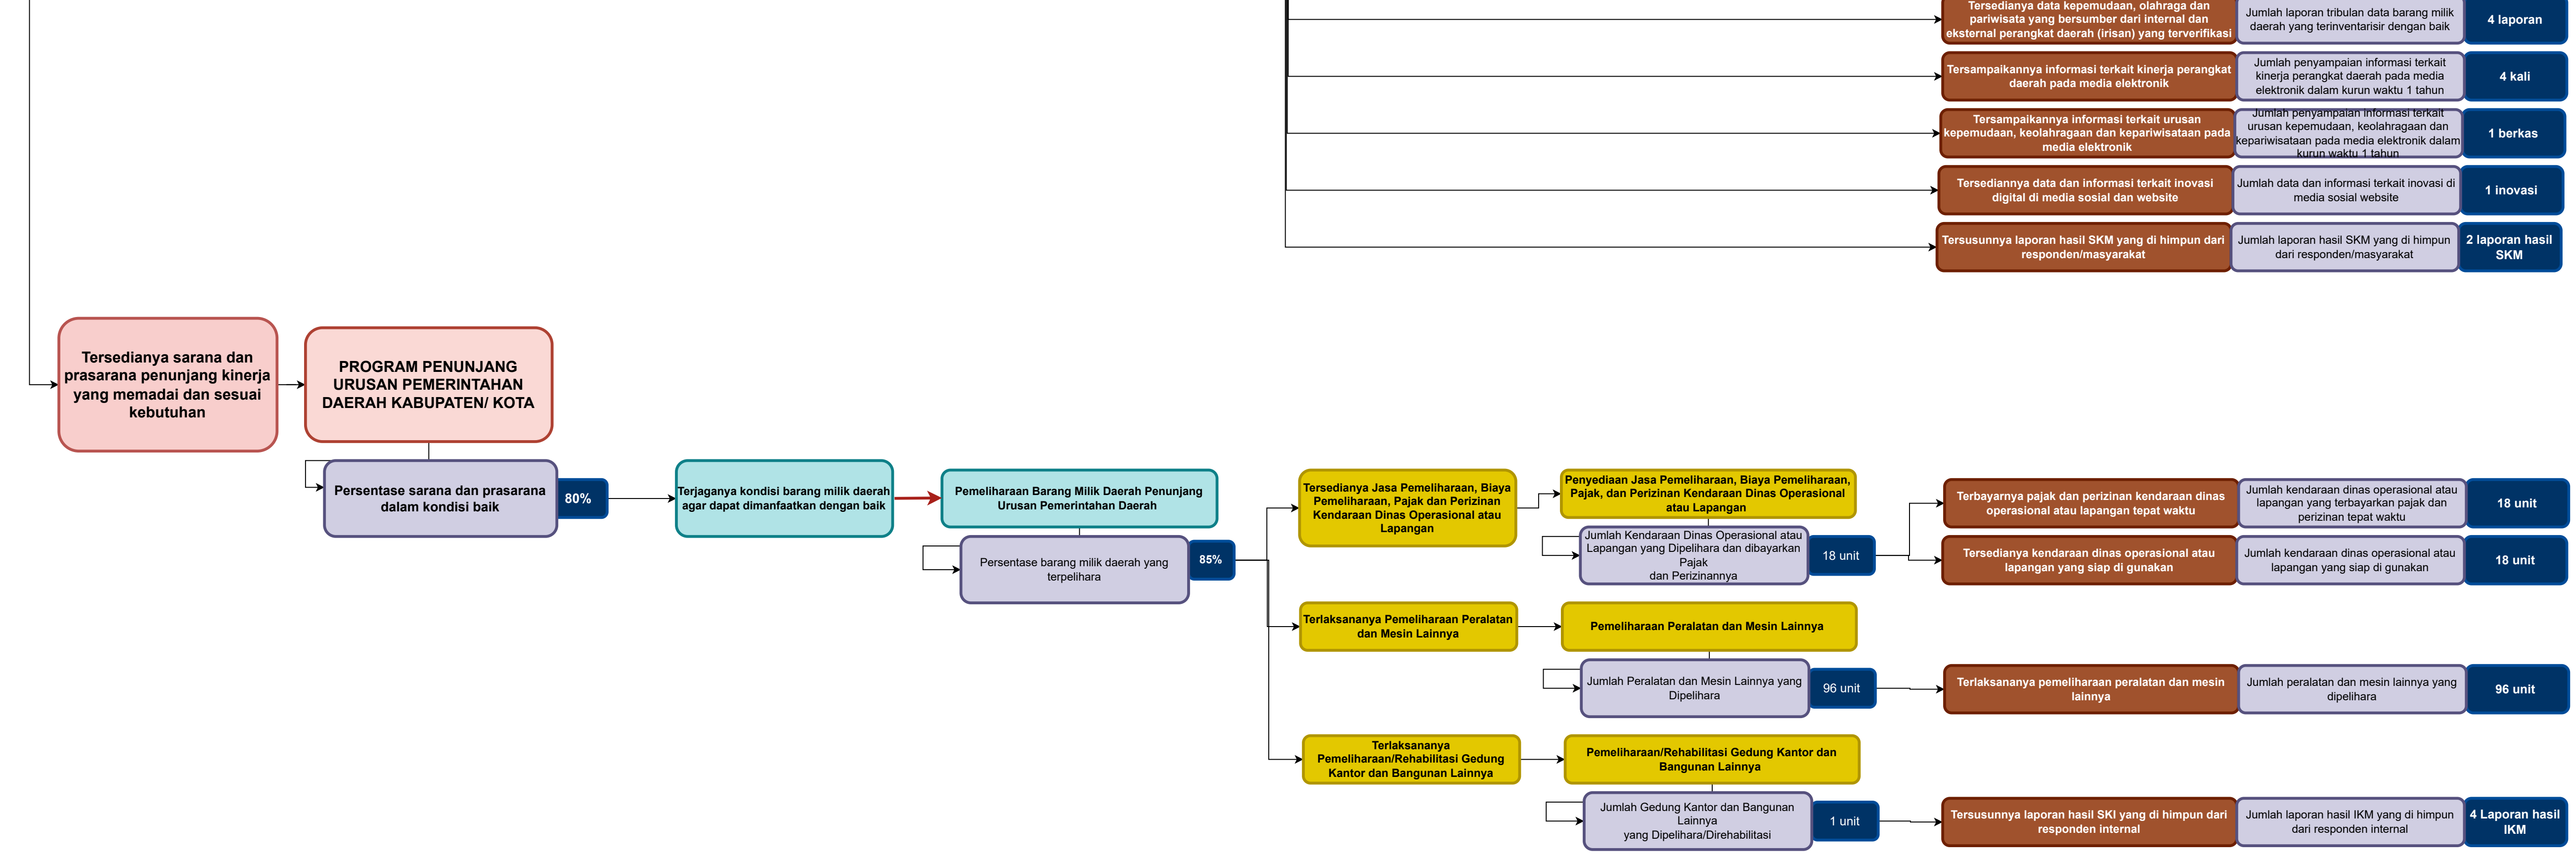 Tersedianya data kepemudaan, olahraga dan
pariwisata yang bersumber dari internal dan
eksternal perangkat daerah (irisan) yang terverifikasi
Jumlah laporan tribulan data barang milik
daerah yang terinventarisir dengan baik
4 laporan
Tersampaikannya informasi terkait kinerja perangkat
daerah pada media elektronik
Jumlah penyampaian informasi terkait
kinerja perangkat daerah pada media
elektronik dalam kurun waktu 1 tahun
4 kali
Tersampaikannya informasi terkait urusan
kepemudaan, keolahragaan dan kepariwisataan pada
media elektronik
Jumlah penyampaian informasi terkait
urusan kepemudaan, keolahragaan dan
kepariwisataan pada media elektronik dalam
kurun waktu 1 tahun
1 berkas
Tersediannya data dan informasi terkait inovasi
digital di media sosial dan website
Jumlah data dan informasi terkait inovasi di
media sosial website
1 inovasi
Tersusunnya laporan hasil SKM yang di himpun dari
responden/masyarakat
Jumlah laporan hasil SKM yang di himpun
dari responden/masyarakat
2 laporan hasil
SKM
Tersedianya sarana dan
prasarana penunjang kinerja
yang memadai dan sesuai
kebutuhan
PROGRAM PENUNJANG
URUSAN PEMERINTAHAN
DAERAH KABUPATEN/ KOTA
Persentase sarana dan prasarana
dalam kondisi baik
80%
Terjaganya kondisi barang milik daerah
agar dapat dimanfaatkan dengan baik
Pemeliharaan Barang Milik Daerah Penunjang
Urusan Pemerintahan Daerah
Persentase barang milik daerah yang
terpelihara
85%
Tersedianya Jasa Pemeliharaan, Biaya
Pemeliharaan, Pajak dan Perizinan
Kendaraan Dinas Operasional atau
Lapangan
Penyediaan Jasa Pemeliharaan, Biaya Pemeliharaan,
Pajak, dan Perizinan Kendaraan Dinas Operasional
atau Lapangan
Jumlah Kendaraan Dinas Operasional atau
Lapangan yang Dipelihara dan dibayarkan
Pajak
dan Perizinannya
18 unit
Terbayarnya pajak dan perizinan kendaraan dinas
operasional atau lapangan tepat waktu
Jumlah kendaraan dinas operasional atau
lapangan yang terbayarkan pajak dan
perizinan tepat waktu
18 unit
Tersedianya kendaraan dinas operasional atau
lapangan yang siap di gunakan
Jumlah kendaraan dinas operasional atau
lapangan yang siap di gunakan
18 unit
Terlaksananya Pemeliharaan Peralatan
dan Mesin Lainnya
Pemeliharaan Peralatan dan Mesin Lainnya
Jumlah Peralatan dan Mesin Lainnya yang
Dipelihara
96 unit
Terlaksananya pemeliharaan peralatan dan mesin
lainnya
Jumlah peralatan dan mesin lainnya yang
dipelihara
96 unit
Terlaksananya
Pemeliharaan/Rehabilitasi Gedung
Kantor dan Bangunan Lainnya
Pemeliharaan/Rehabilitasi Gedung Kantor dan
Bangunan Lainnya
Jumlah Gedung Kantor dan Bangunan
Lainnya
yang Dipelihara/Direhabilitasi
1 unit
Tersusunnya laporan hasil SKI yang di himpun dari
responden internal
Jumlah laporan hasil IKM yang di himpun
dari responden internal
4 Laporan hasil
IKM